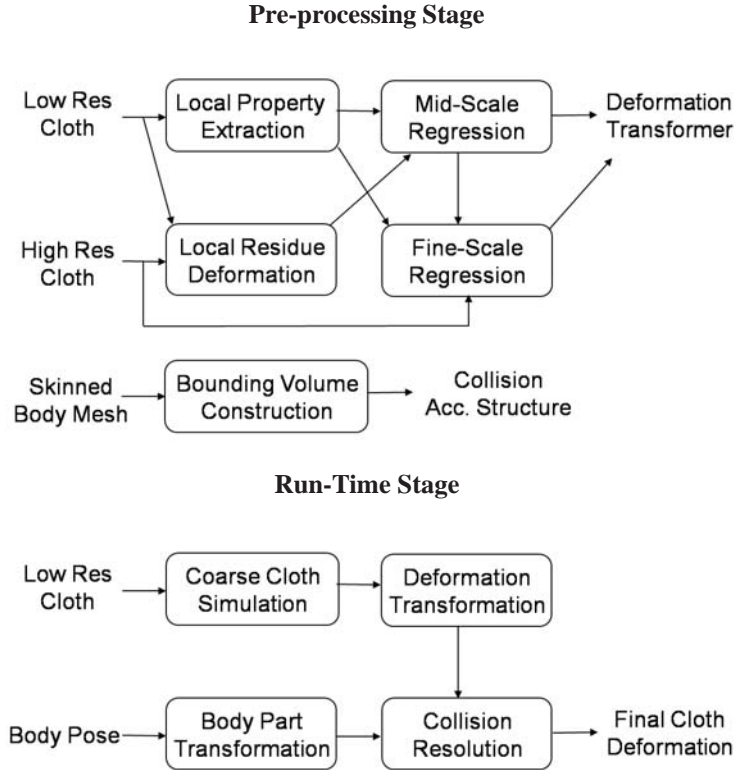 Pre-processing Stage
Low Res
Cloth
Local Property
Extraction
Mid-Scale
Regression
Deformation
Transformer
High Res
Cloth
Local Residue
Deformation
Fine-Scale
Regression
Skinned
Body Mesh
Bounding Volume
Construction
Collision
Acc. Structure
Run-Time Stage
Low Res
Cloth
Coarse Cloth
Simulation
Deformation
Transformation
Body Pose
Body Part
Transformation
Collision
Resolution
Final Cloth
Deformation